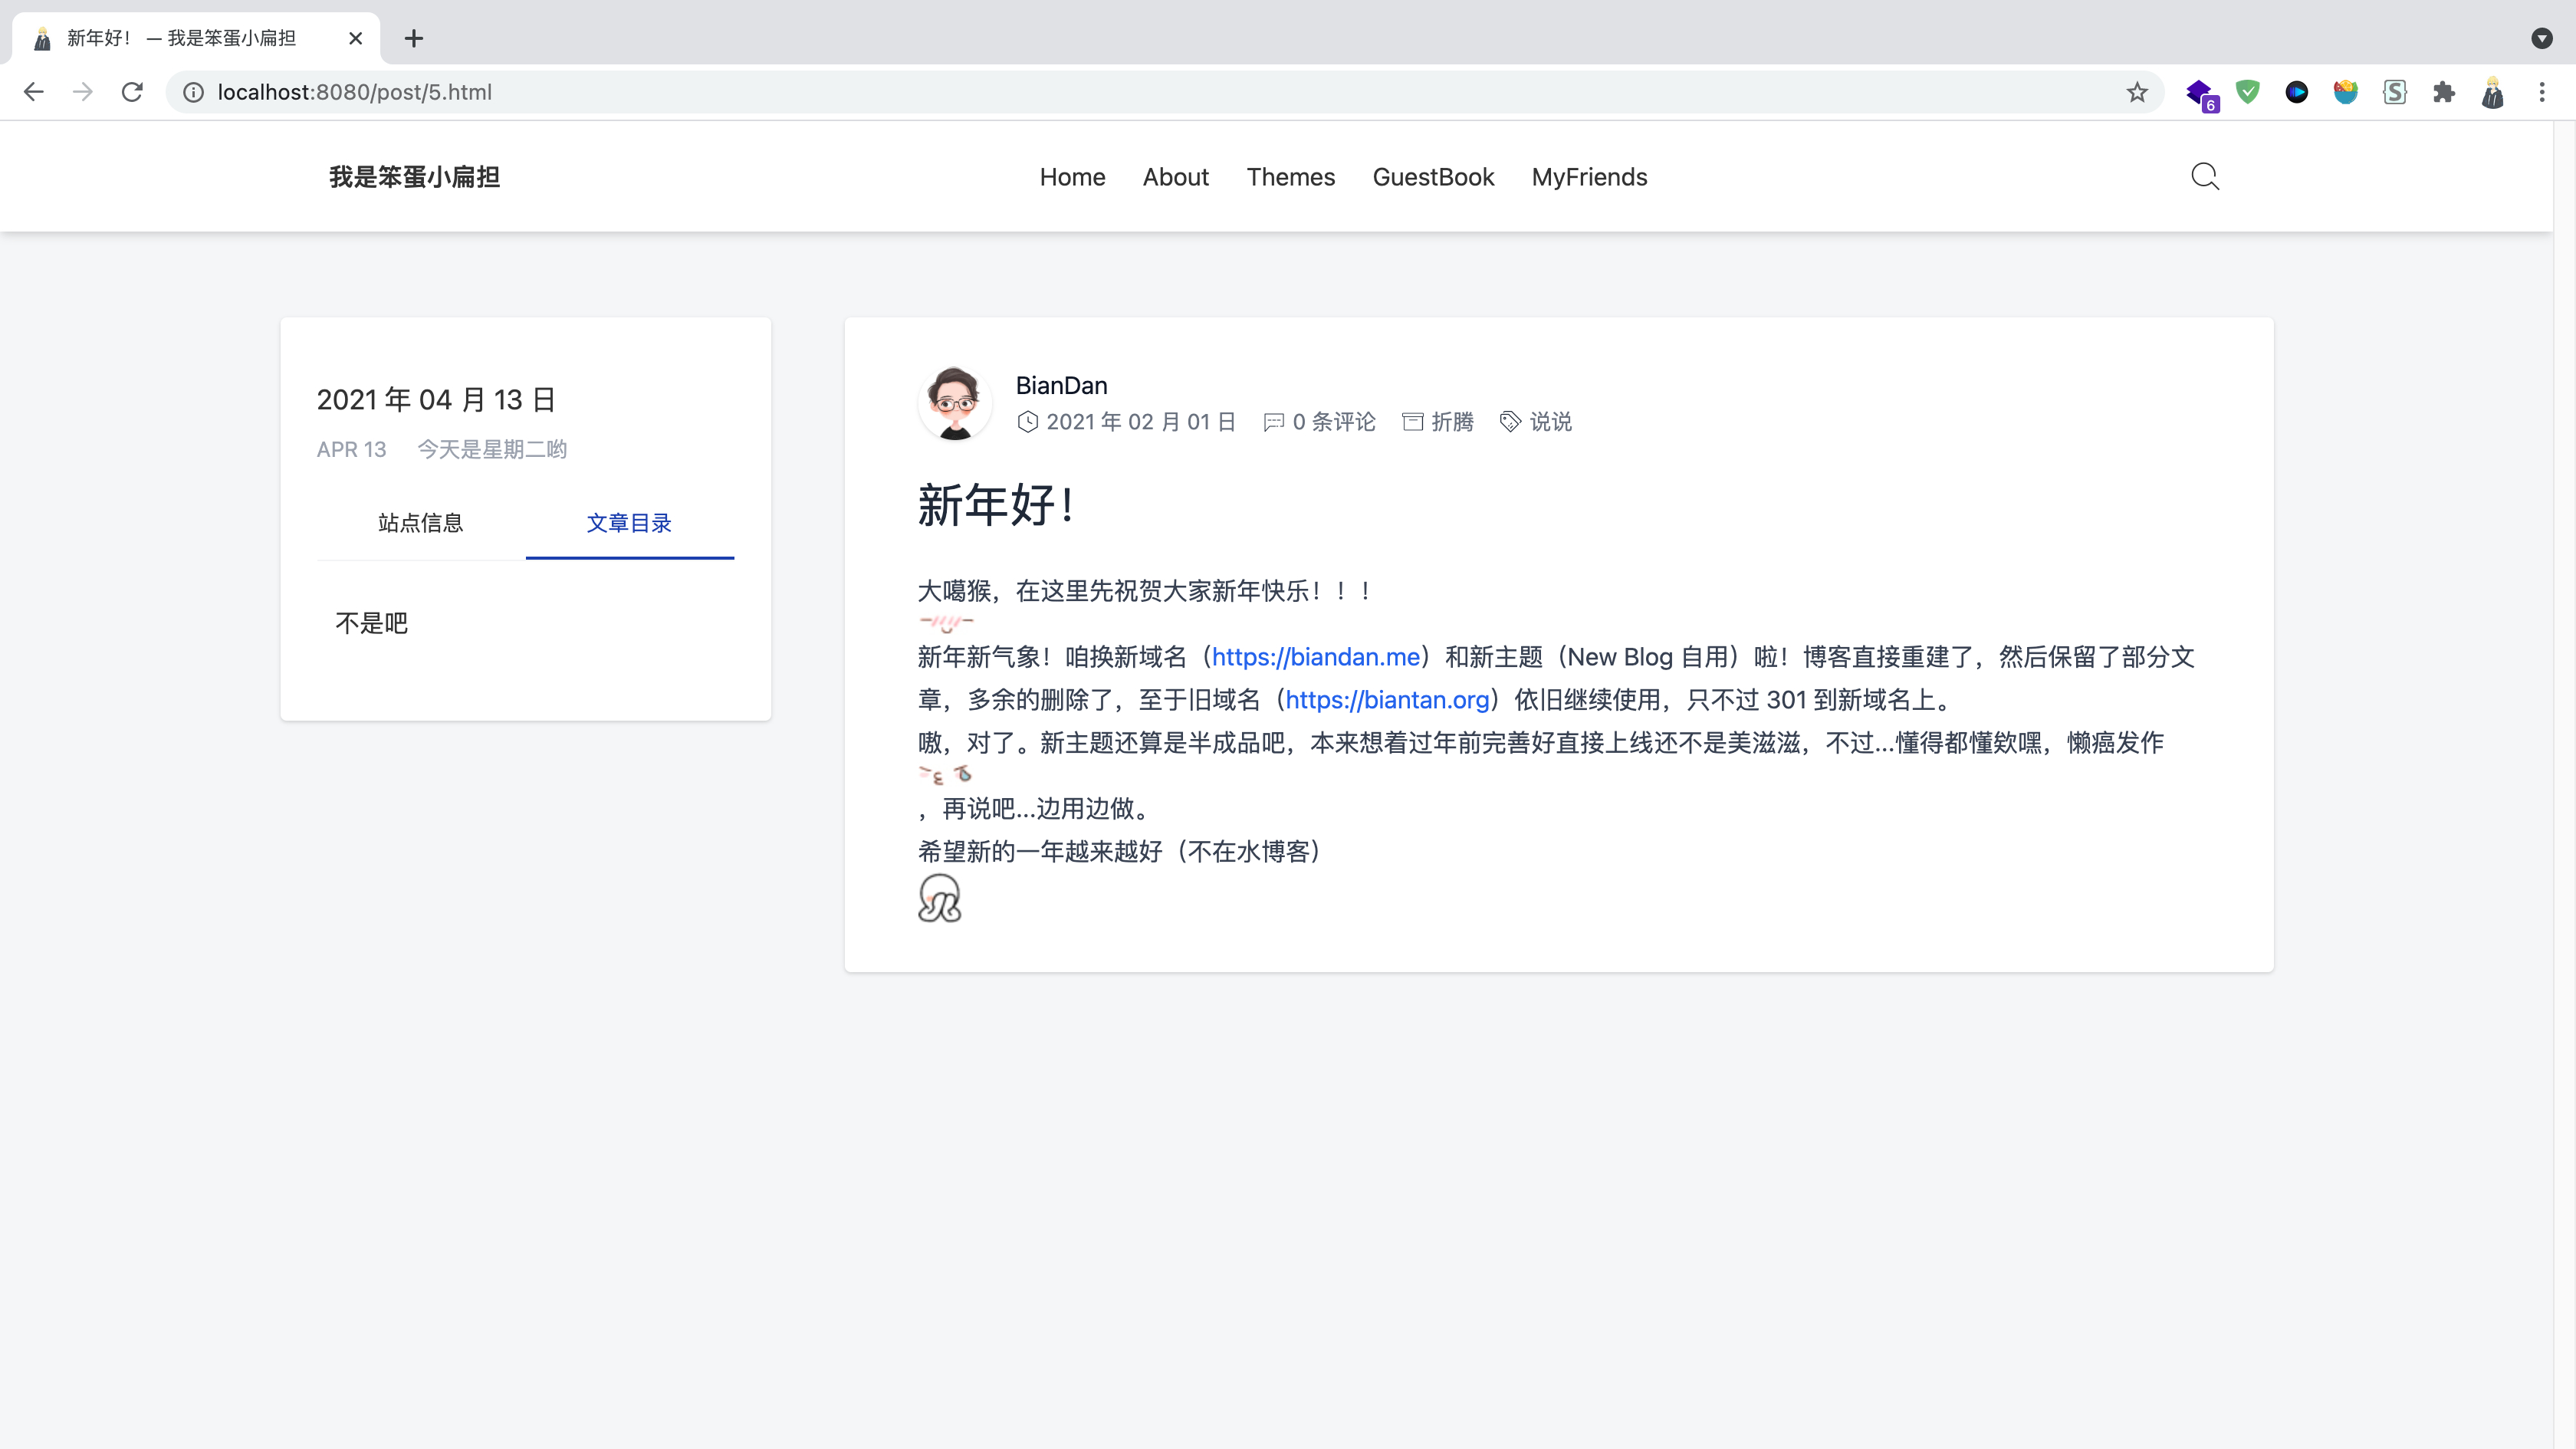 新年好！ — 我是笨蛋小扁担
localhost:8080/post/5.html
6
我是笨蛋小扁担
Home About Themes GuestBook MyFriends
2021 年 04 月 13 日
APR 13 今天是星期二哟
站点信息 文章目录
不是吧
BianDan
2021 年 02 月 01 日 0 条评论 折腾 说说
新年好！
大噶猴，在这里先祝贺大家新年快乐！！！
新年新气象！咱换新域名（https://biandan.me）和新主题（New Blog 自用）啦！博客直接重建了，然后保留了部分文
章，多余的删除了，至于旧域名（https://biantan.org）依旧继续使用，只不过 301 到新域名上。
嗷，对了。新主题还算是半成品吧，本来想着过年前完善好直接上线还不是美滋滋，不过...懂得都懂欸嘿，懒癌发作
，再说吧...边用边做。
希望新的一年越来越好（不在水博客）